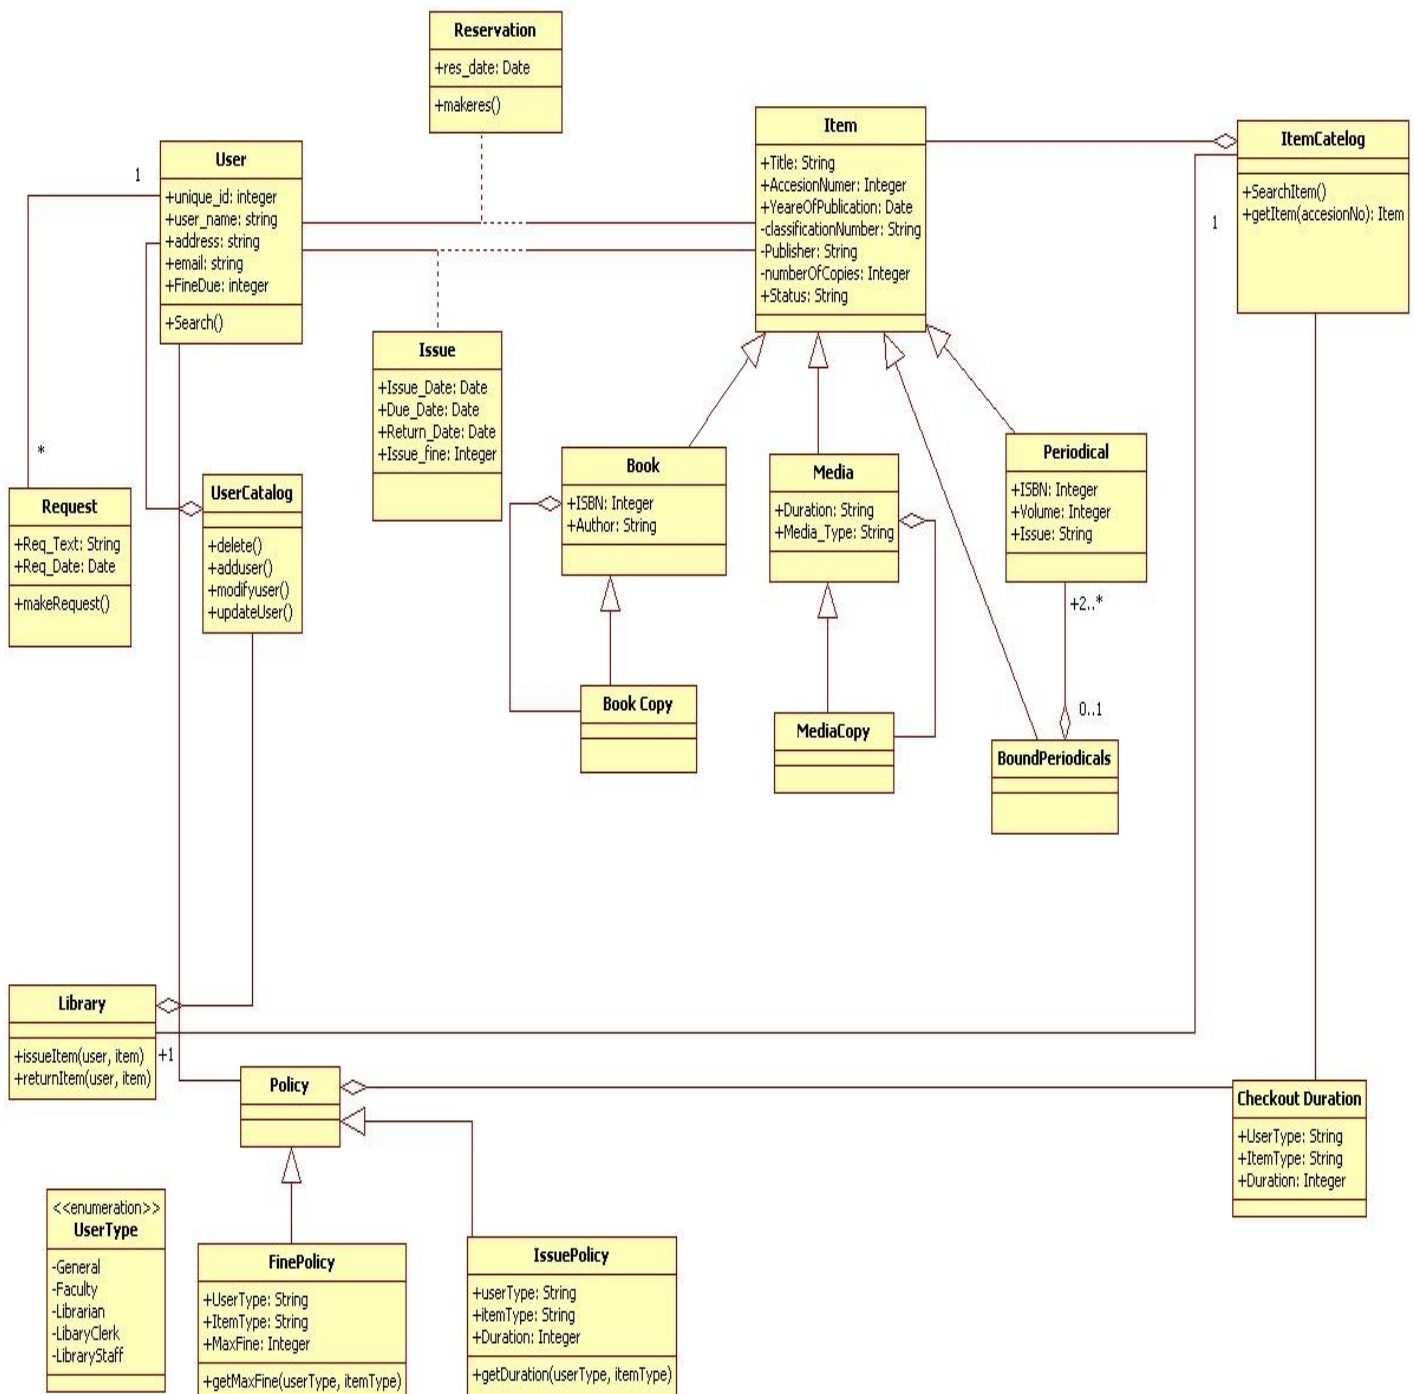 Reservation
+res_date: Date
+makeres()
Item
+Title: String
+AccesionNumer: Integer
+YeareOfPublication: Date
-classificationNumber: String
-Publisher: String
-numberOfCopies: Integer
+Status: String
ItemCatelog
+SearchItem()
+getItem(accesionNo): Item
1
User
+unique_id: integer
+user_name: string
+address: string
+email: string
+FineDue: integer
+Search()
1
*
Issue
+Issue_Date: Date
+Due_Date: Date
+Return_Date: Date
+Issue_fine: Integer
Request
+Req_Text: String
+Req_Date: Date
+makeRequest()
UserCatalog
+delete()
+adduser()
+modifyuser()
+updateUser()
Book
+ISBN: Integer
+Author: String
Media
+Duration: String
+Media_Type: String
Periodical
+ISBN: Integer
+Volume: Integer
+Issue: String
+2..*
0..1
Book Copy
MediaCopy
BoundPeriodicals
Library
+issueItem(user, item)
+returnItem(user, item)
+1
Policy
Checkout Duration
+UserType: String
+ItemType: String
+Duration: Integer
<<enumeration>>
UserType
-General
-Faculty
-Librarian
-LibaryClerk
-LibraryStaff
FinePolicy
+UserType: String
+ItemType: String
+MaxFine: Integer
+getMaxFine(userType, itemType)
IssuePolicy
+userType: String
+itemType: String
+Duration: Integer
+getDuration(userType, itemType)